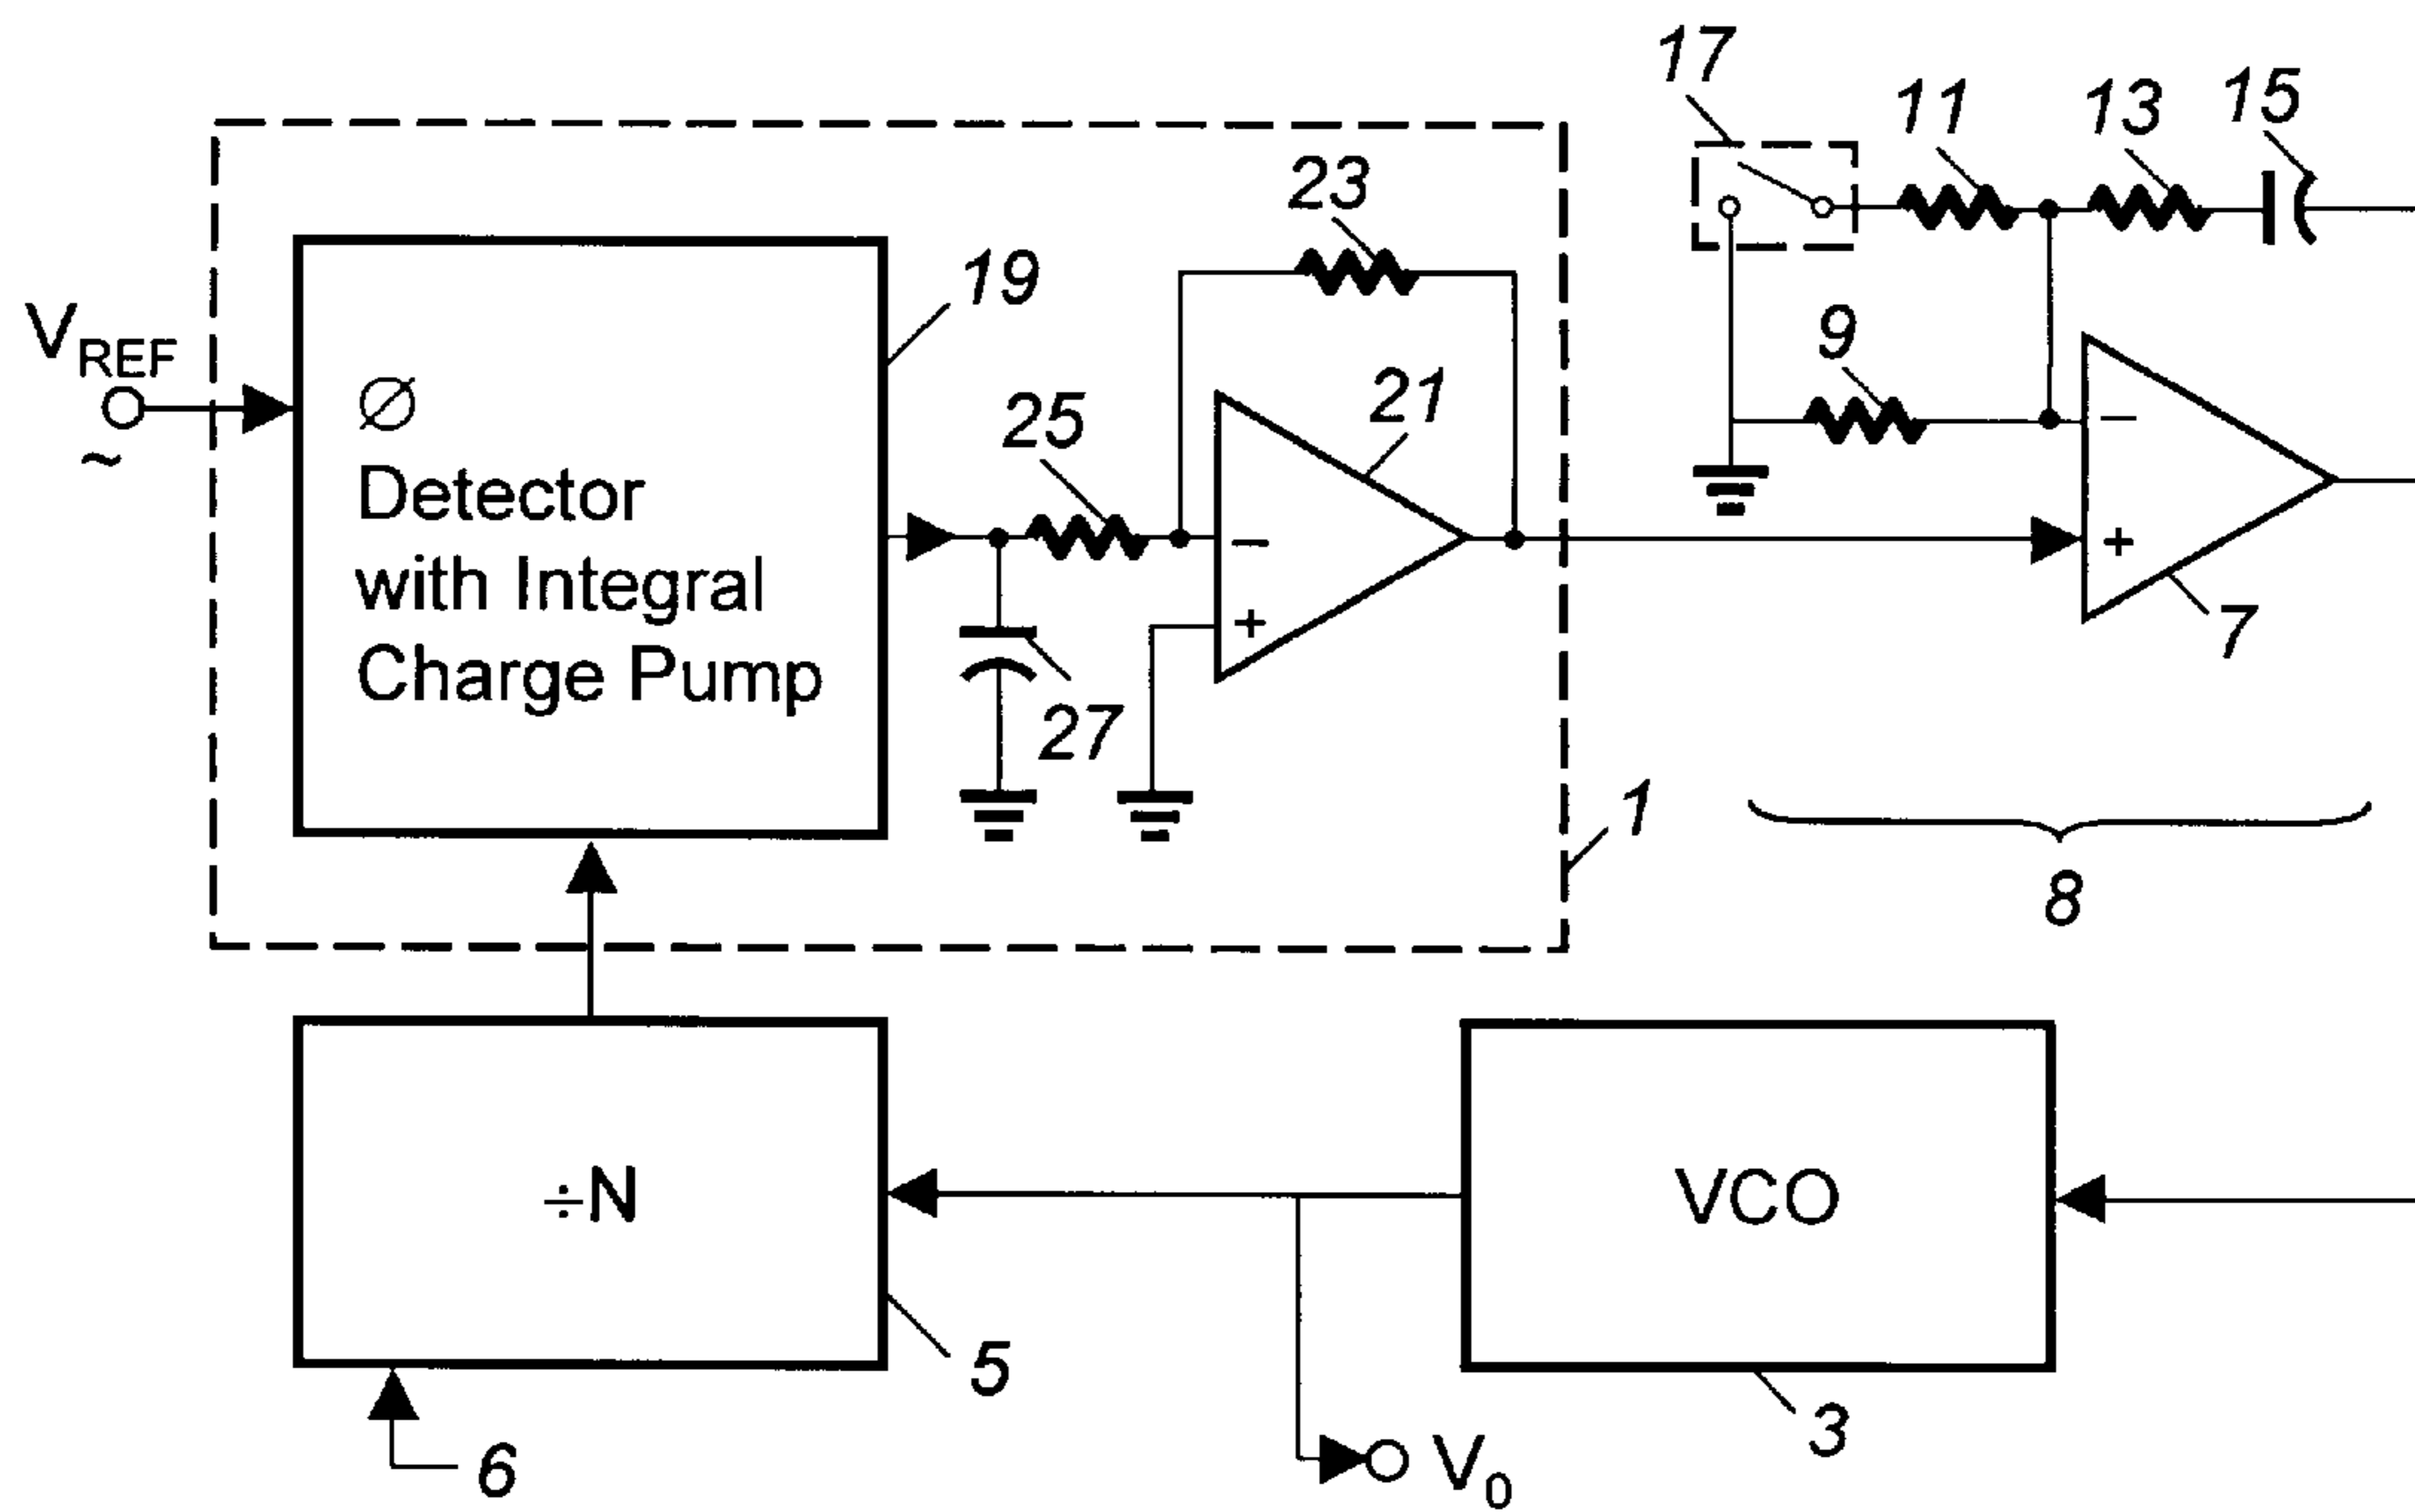 17
11
13
15
23
19
V_REF
~
Ø
Detector
with Integral
Charge Pump
25
21
9
−
+
27
−
+
7
1
8
÷N
VCO
5
3
6
V_0